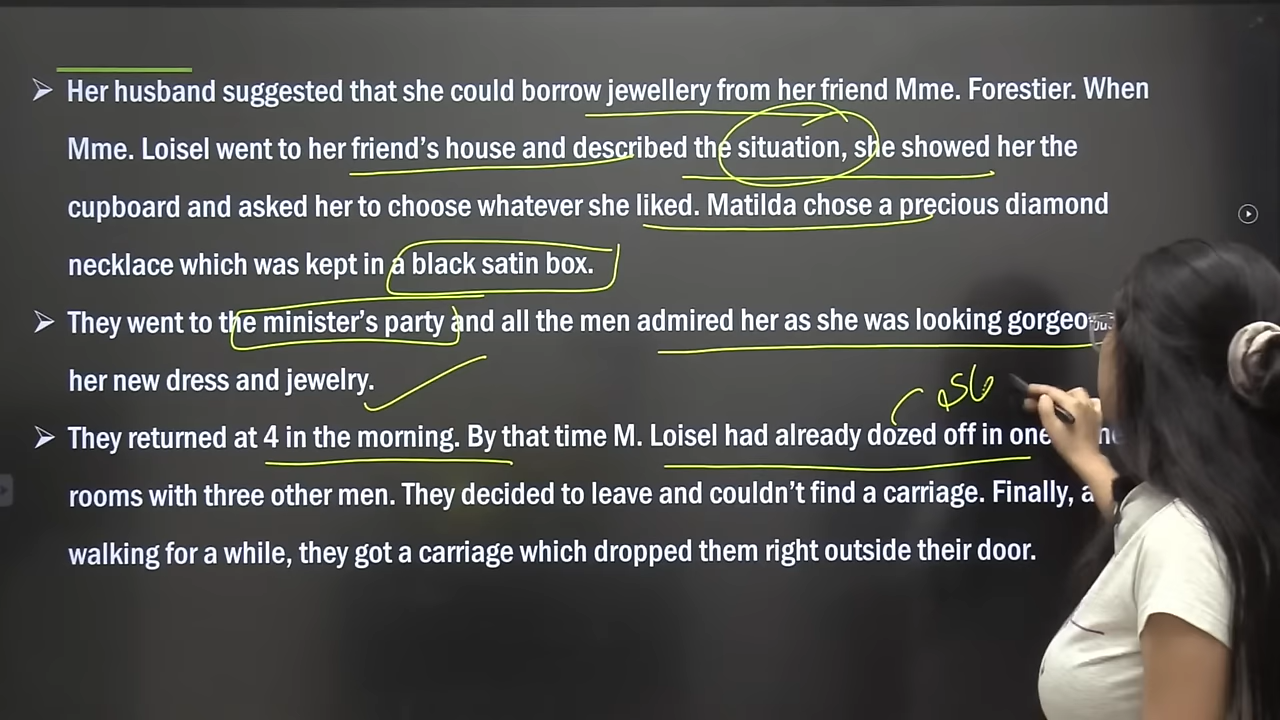 Her husband suggested that she could borrow jewellery from her friend Mme. Forestier. When
Mme. Loisel went to her friend's house and described the situation, she showed her the
cupboard and asked her to choose whatever she liked. Matilda chose a precious diamond
necklace which was kept in a black satin box.
They went to the minister's party and all the men admired her as she was looking
her new dress and jewelry.
They returned at 4 in the morning. By that time M. Loisel had already dozed off in one
rooms with three other men. They decided to leave and couldn't find a carriage. Finally,
walking for a while, they got a carriage which dropped them right outside their door.